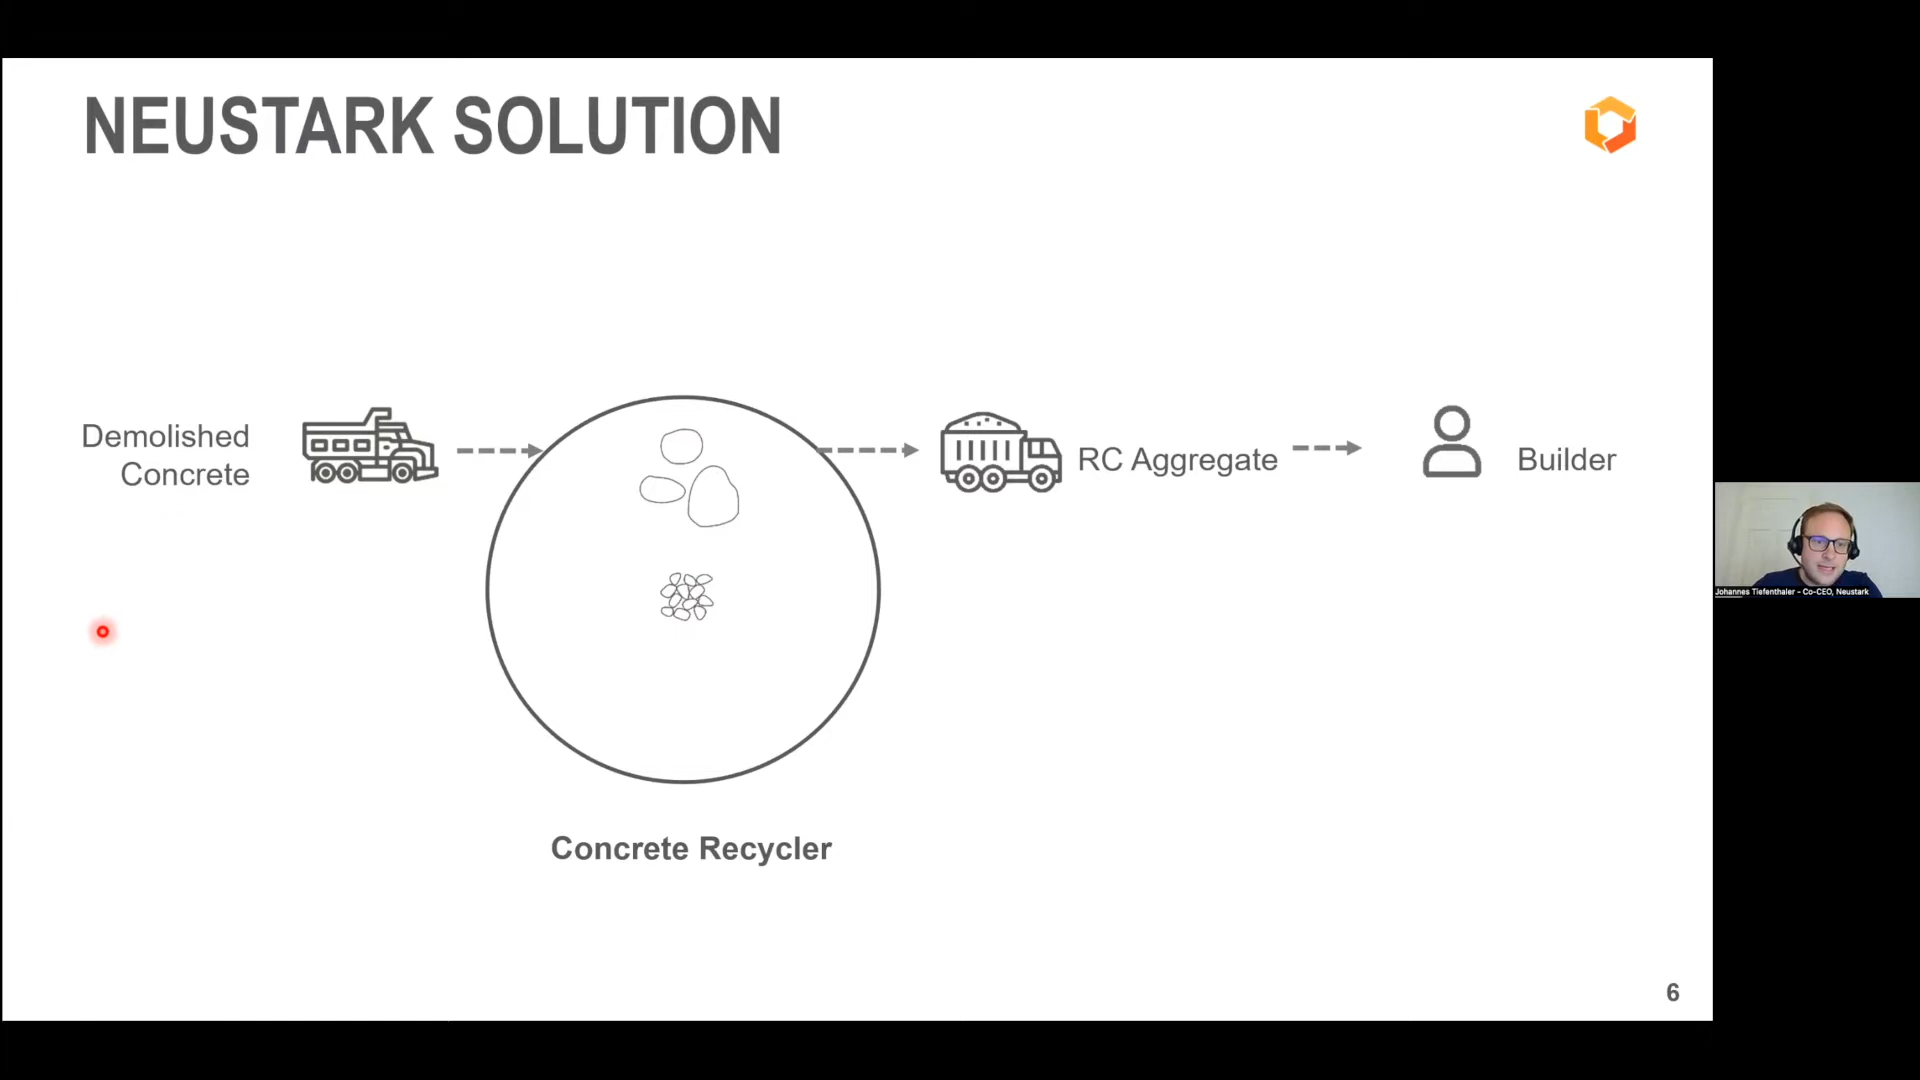 NEUSTARK SOLUTION
Demolished
Concrete
RC Aggregate
Builder
Johannes Tiefenthaler - Co-CEO, Neustark
Concrete Recycler
6